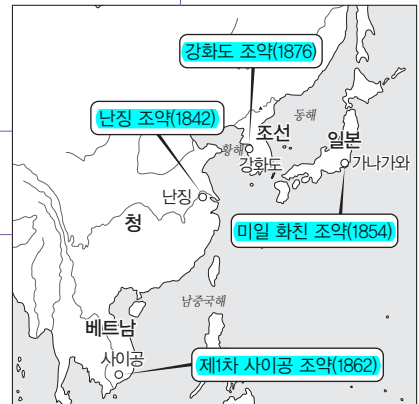 강화도 조약(1876)
난징 조약(1842)
동해
조선
일본
황해
강화도
가나가와
난징
청
미일 화친 조약(1854)
남중국해
베트남
사이공
제1차 사이공 조약(1862)